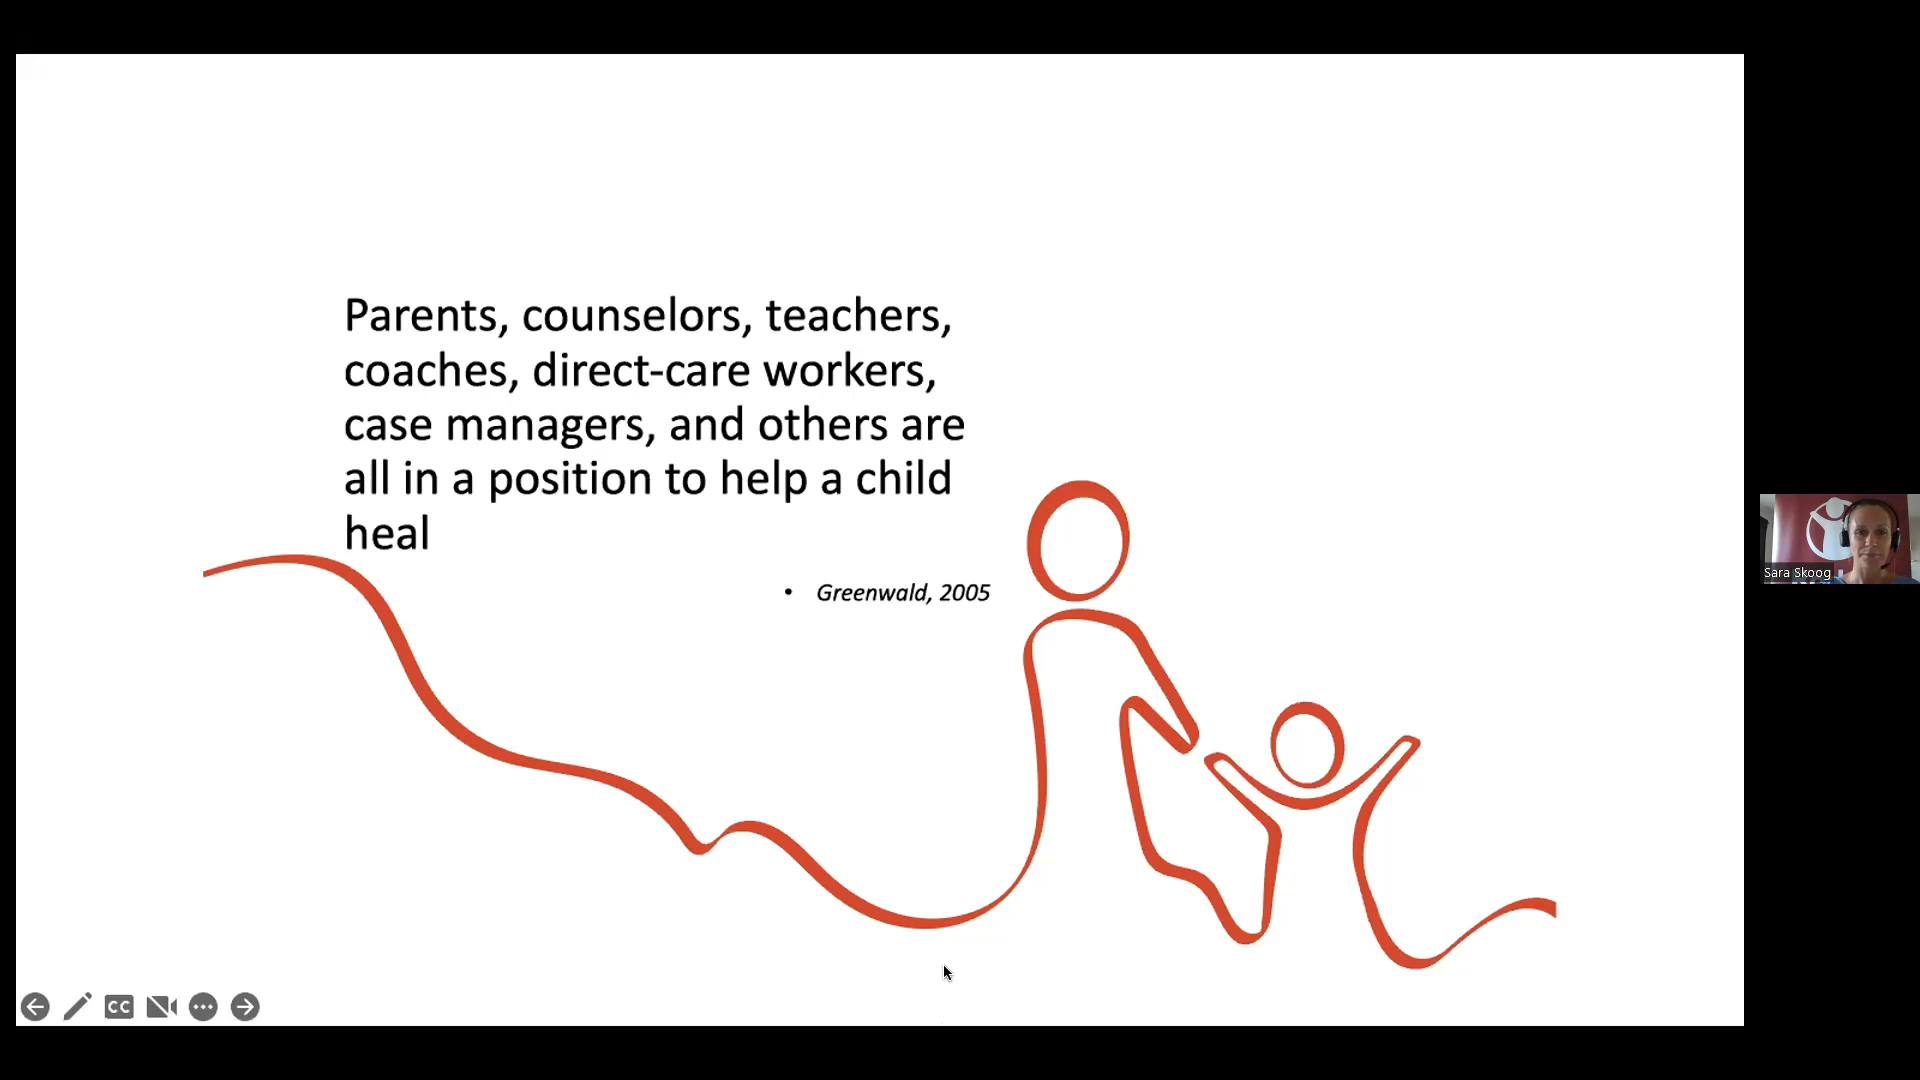 Parents, counselors, teachers,
coaches, direct-care workers,
case managers, and others are
all in a position to help a child
heal
• Greenwald, 2005
Sara Skoog
CC